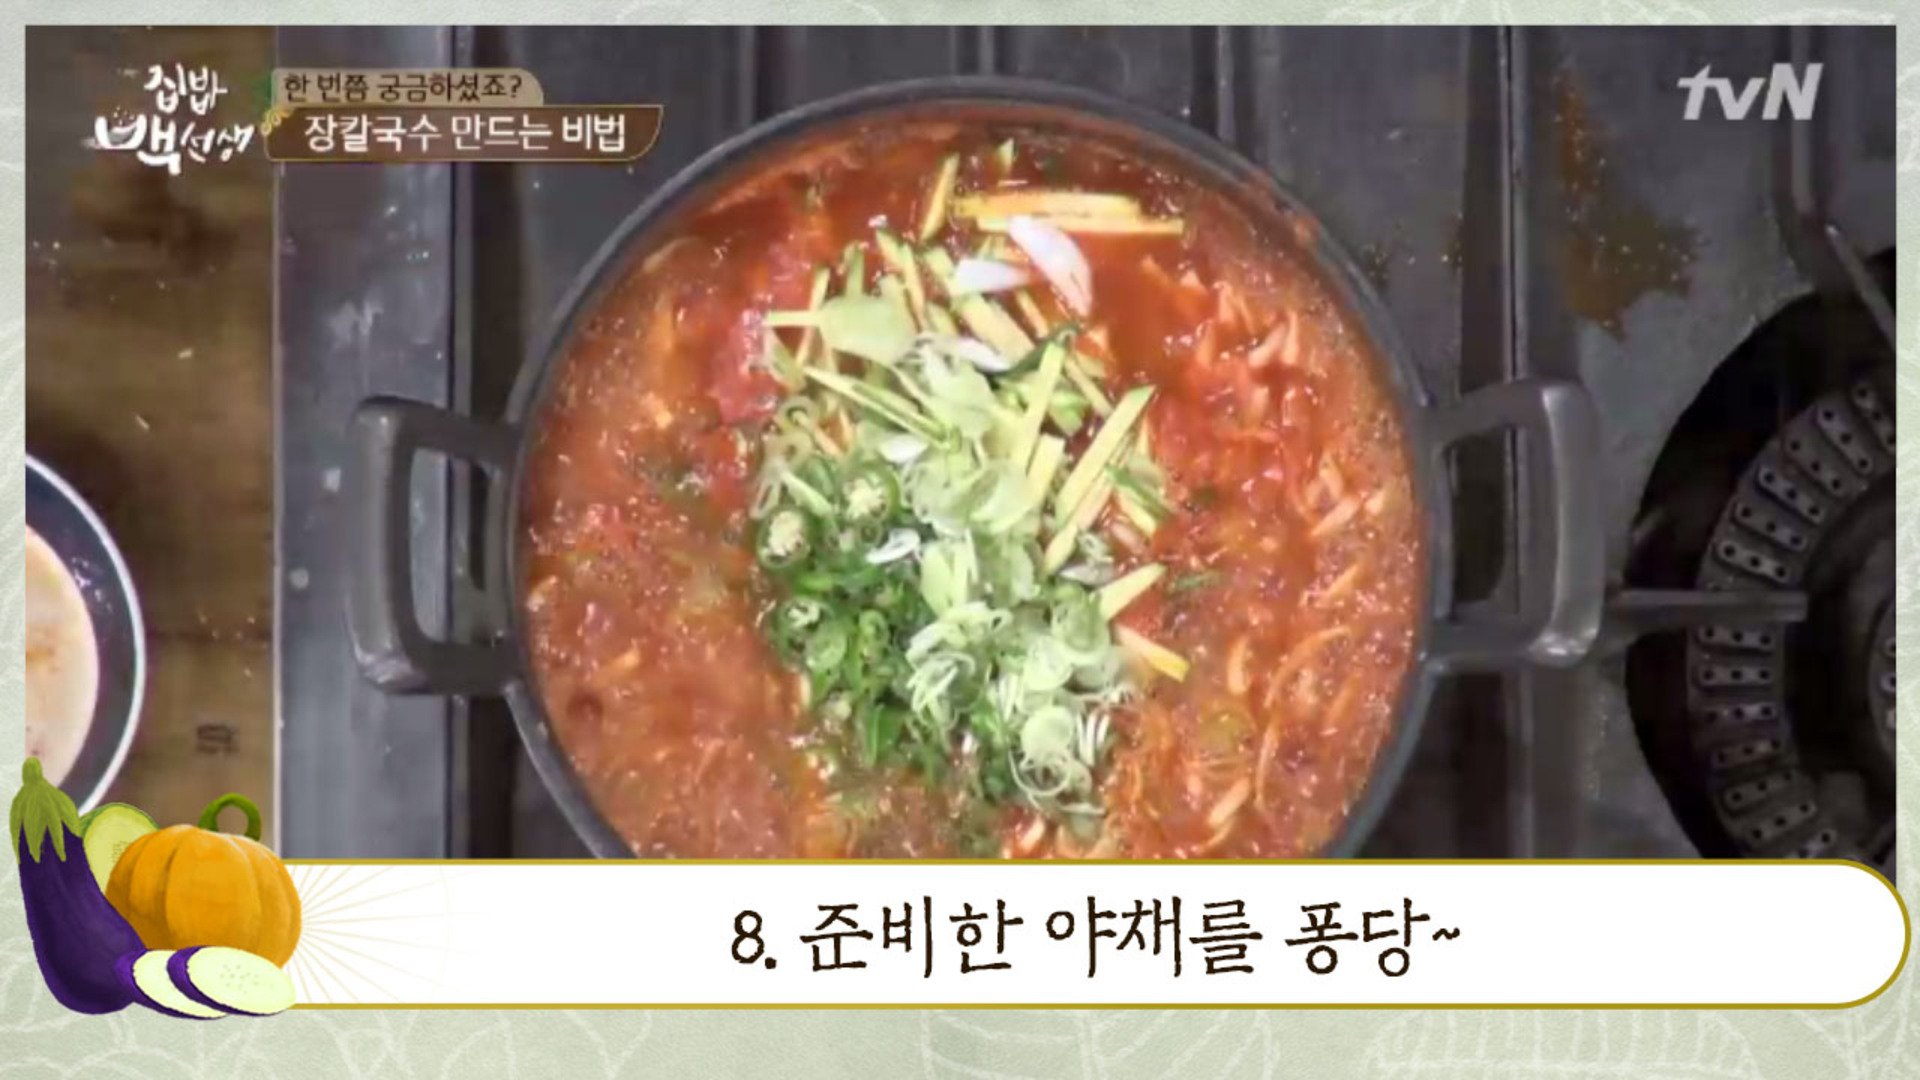 집밥
백선생
한 번쯤 궁금하셨죠?
장칼국수 만드는 비법
tvN
8. 준비한 야채를 퐁당~